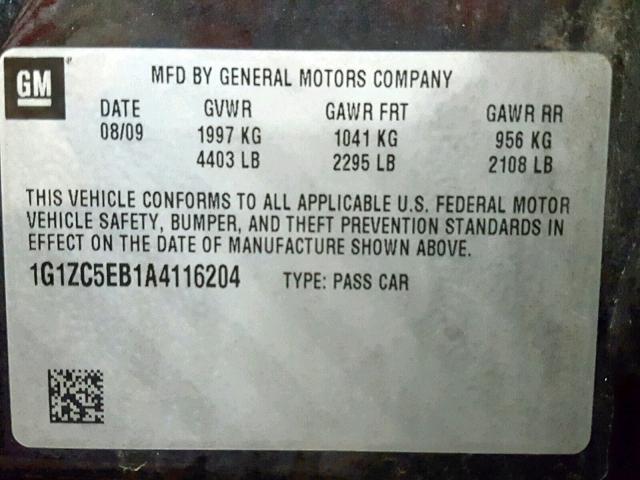 GM
MFD BY GENERAL MOTORS COMPANY
DATE GVWR GAWR FRT GAWR RR
08/09 1997 KG 1041 KG 956 KG
4403 LB 2295 LB 2108 LB
THIS VEHICLE CONFORMS TO ALL APPLICABLE U.S. FEDERAL MOTOR
VEHICLE SAFETY, BUMPER, AND THEFT PREVENTION STANDARDS IN
EFFECT ON THE DATE OF MANUFACTURE SHOWN ABOVE.
1G1ZC5EB1A4116204 TYPE: PASS CAR